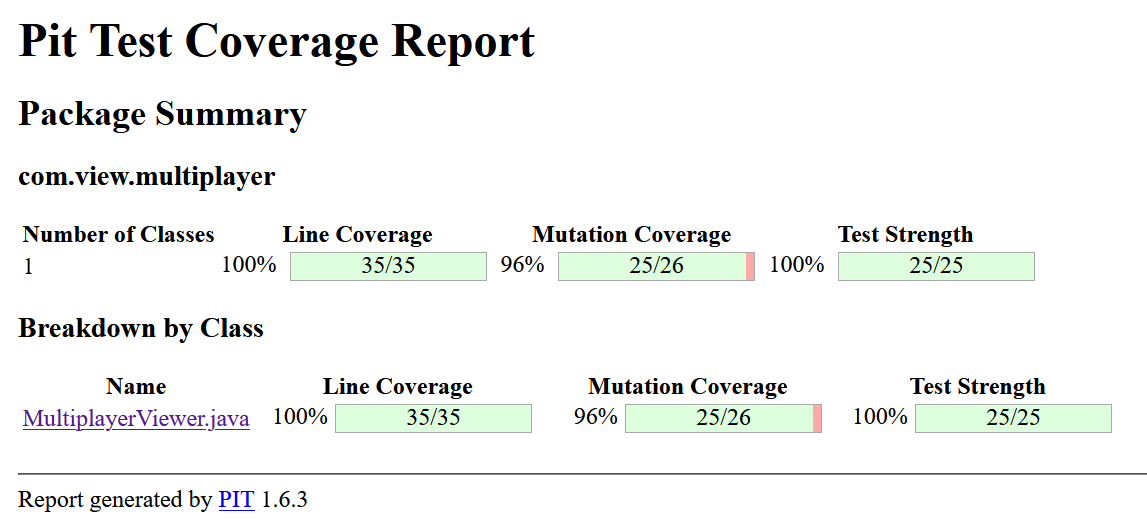 Pit Test Coverage Report
Package Summary
com.view.multiplayer
Number of Classes Line Coverage Mutation Coverage Test Strength
1 100% 35/35 96% 25/26 100% 25/25
Breakdown by Class
Name Line Coverage Mutation Coverage Test Strength
MultiplayerViewer.java 100% 35/35 96% 25/26 100% 25/25
Report generated by PIT 1.6.3